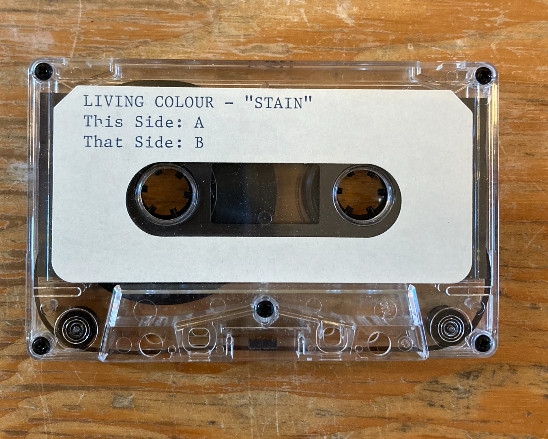 LIVING COLOUR - "STAIN"
This Side: A
That Side: B